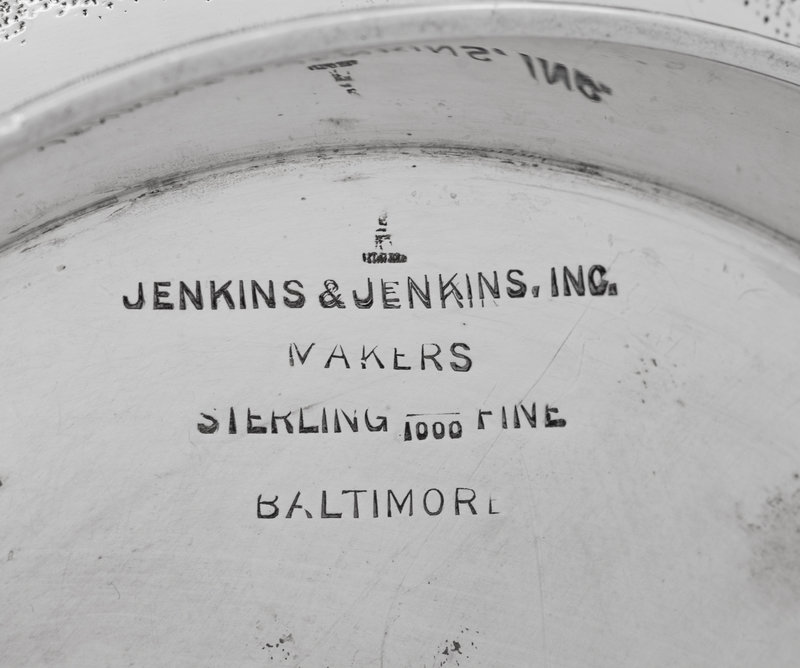 JENKINS & JENKINS, INC.
MAKERS
STERLING 1000 FINE
BALTIMORE